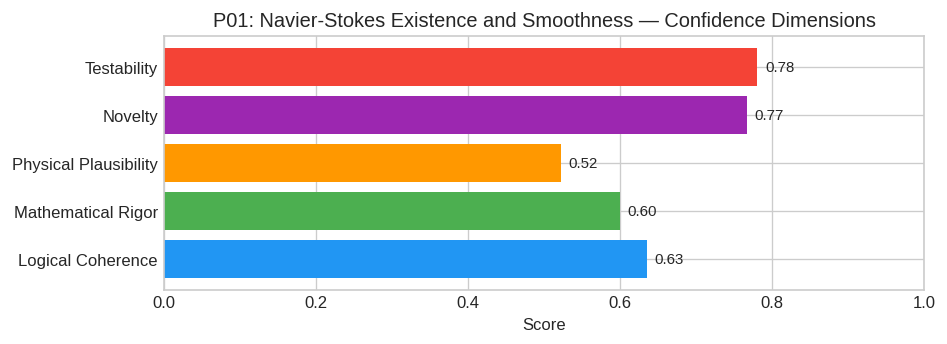 P01: Navier-Stokes Existence and Smoothness — Confidence Dimensions
Testability
0.78
Novelty
0.77
Physical Plausibility
0.52
Mathematical Rigor
0.60
Logical Coherence
0.63
0.0 0.2 0.4 0.6 0.8 1.0
Score